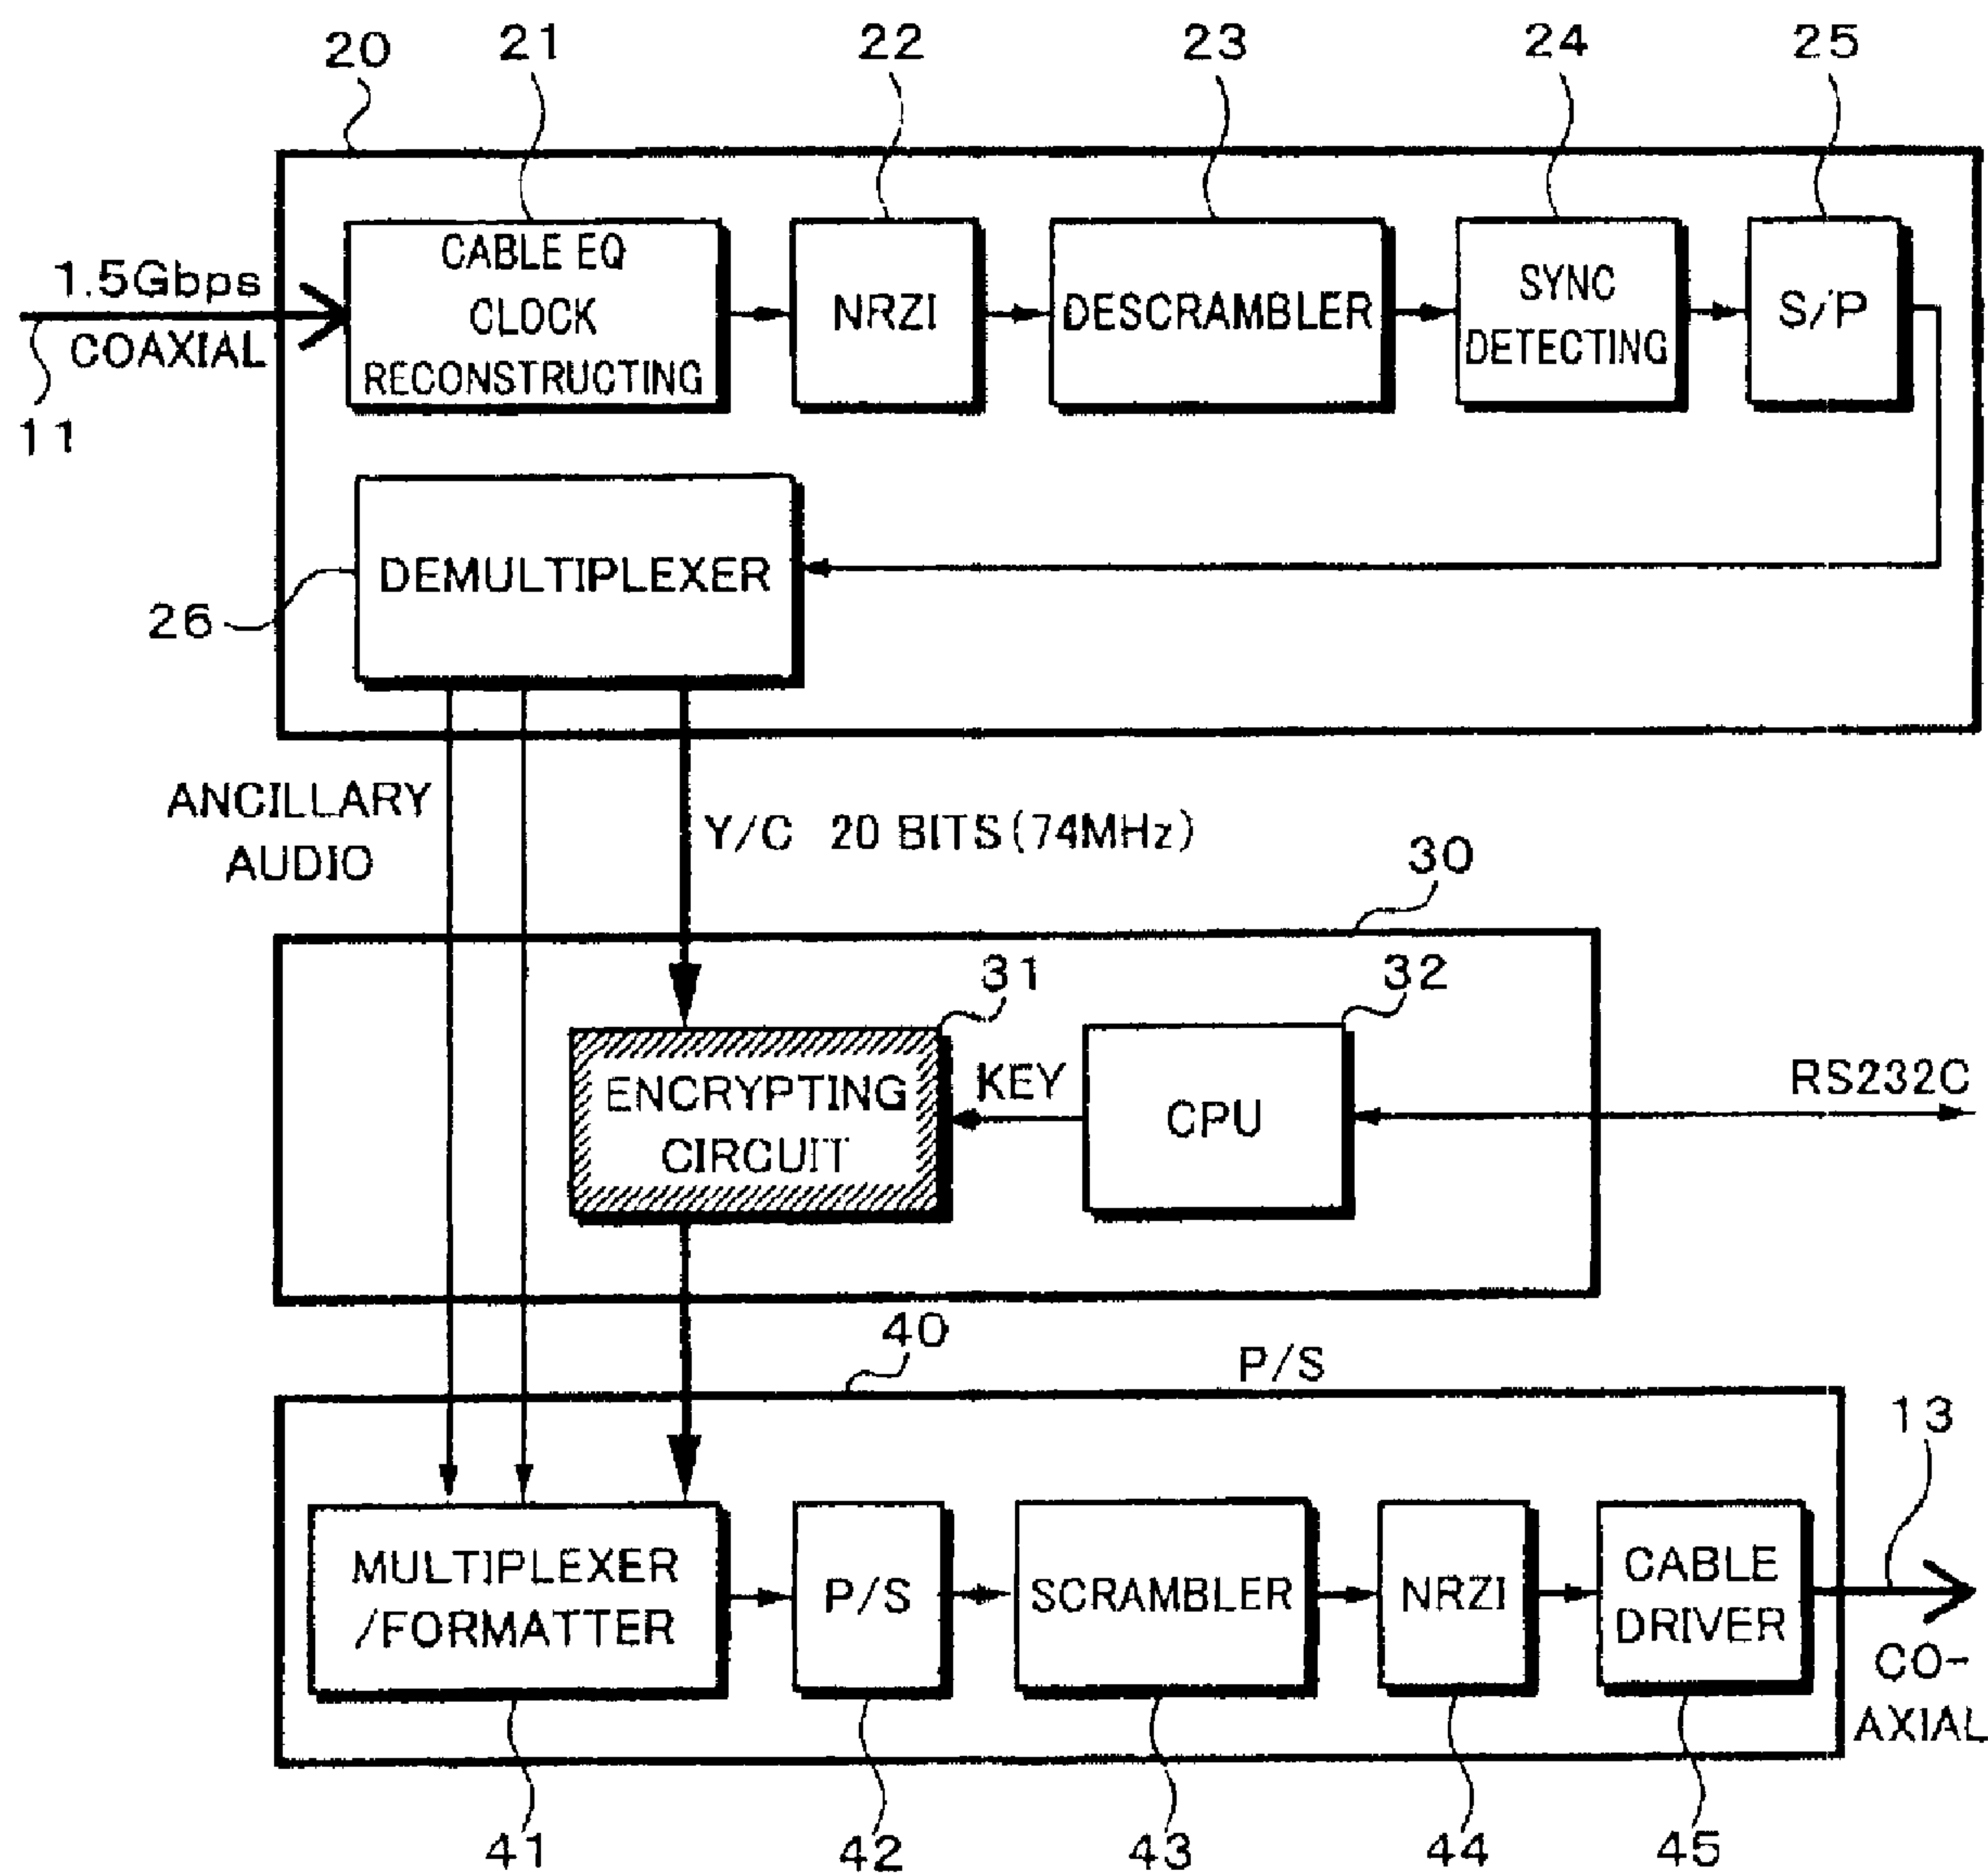 20
21
22
23
24
25
1.5Gbps
COAXIAL
11
CABLE EQ
CLOCK
RECONSTRUCTING
NRZI
DESCRAMBLER
SYNC
DETECTING
S/P
DEMULTIPLEXER
26
ANCILLARY
AUDIO
Y/C 20 BITS (74MHz)
30
31
32
ENCRYPTING
CIRCUIT
KEY
CPU
RS232C
40
P/S
13
MULTIPLEXER
/FORMATTER
P/S
SCRAMBLER
NRZI
CABLE
DRIVER
CO-
AXIAL
41
42
43
44
45